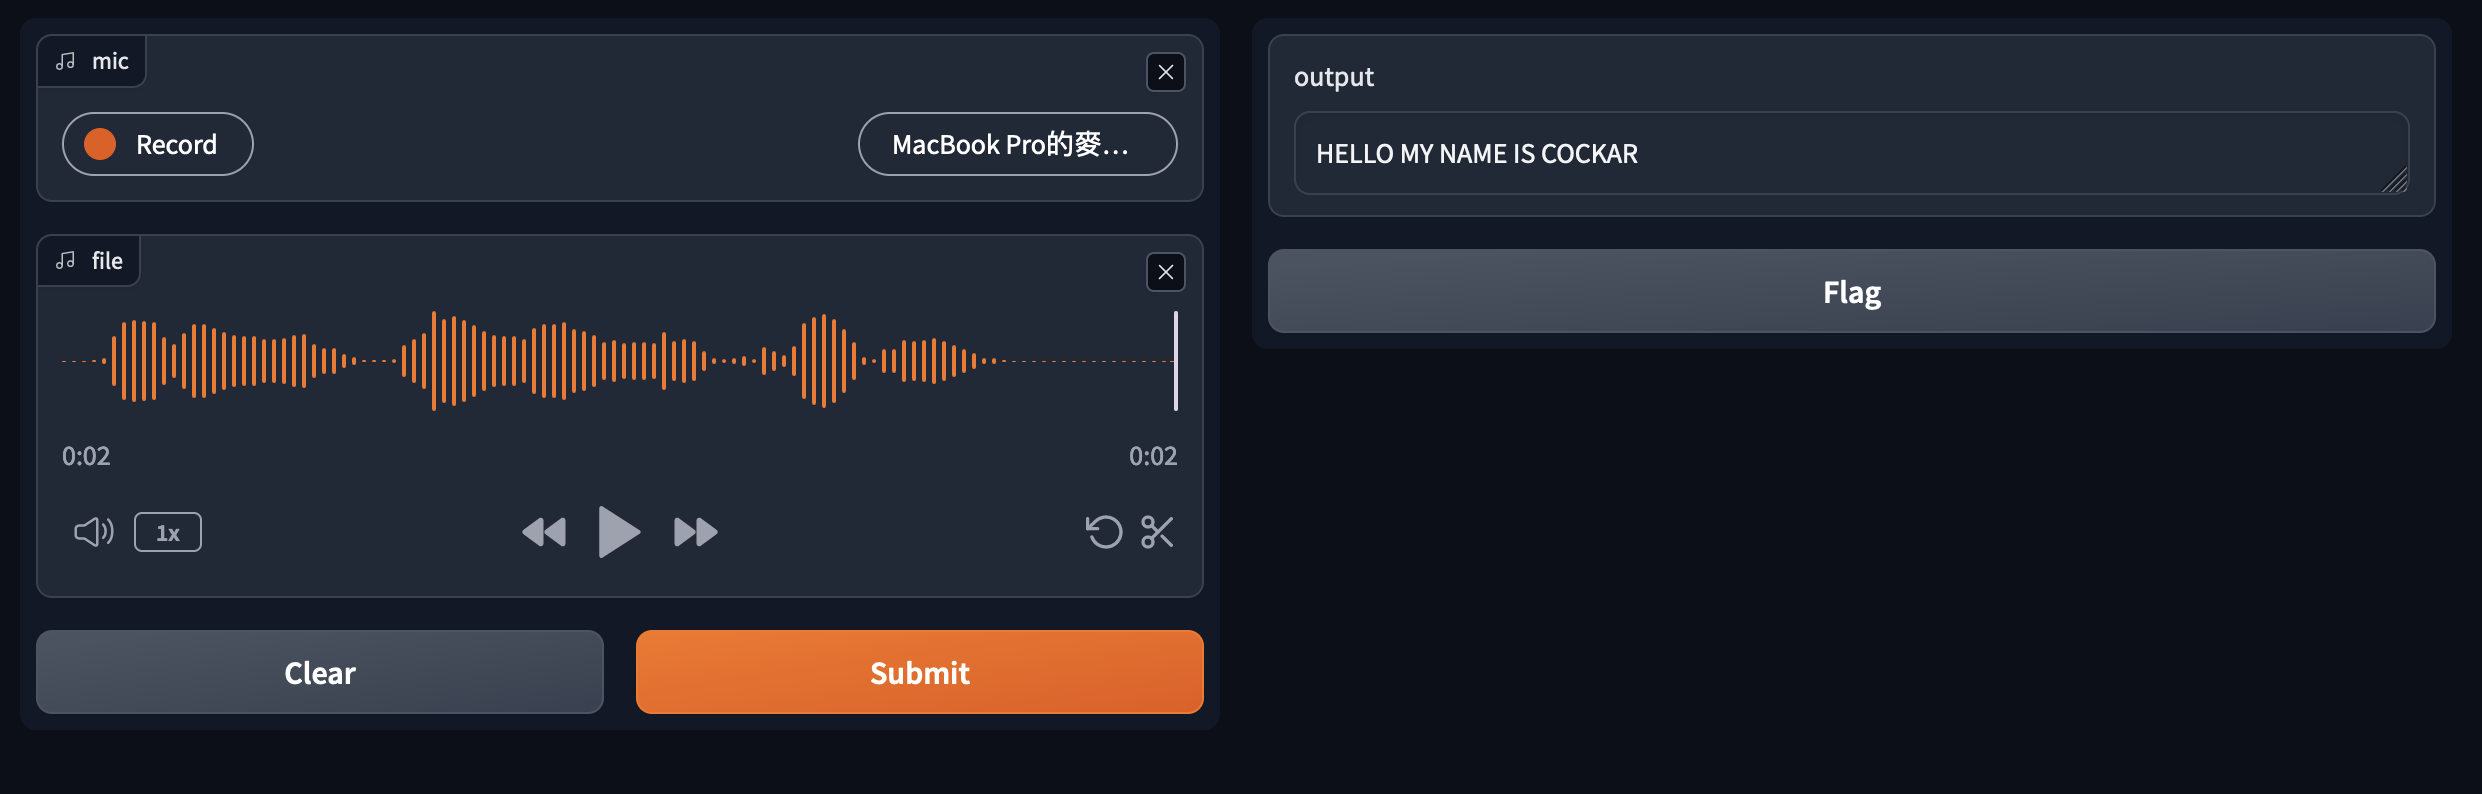 mic
Record
MacBook Pro的麥…
file
0:02
0:02
1x
Clear
Submit
output
HELLO MY NAME IS COCKAR
Flag